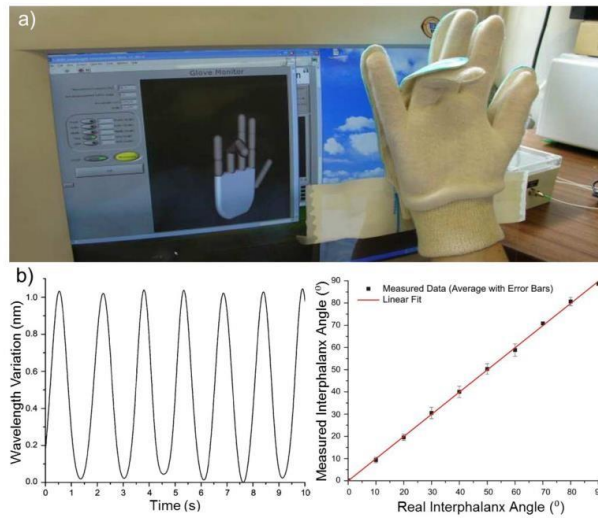 a)
Glove Monitor
b)
Wavelength Variation (nm)
1.0
0.8
0.6
0.4
0.2
0.0
0 1 2 3 4 5 6 7 8 9 10
Time (s)
Measured Interphalanx Angle (°)
90
80
70
60
50
40
30
20
10
0
Measured Data (Average with Error Bars)
Linear Fit
0 10 20 30 40 50 60 70 80
Real Interphalanx Angle (°)